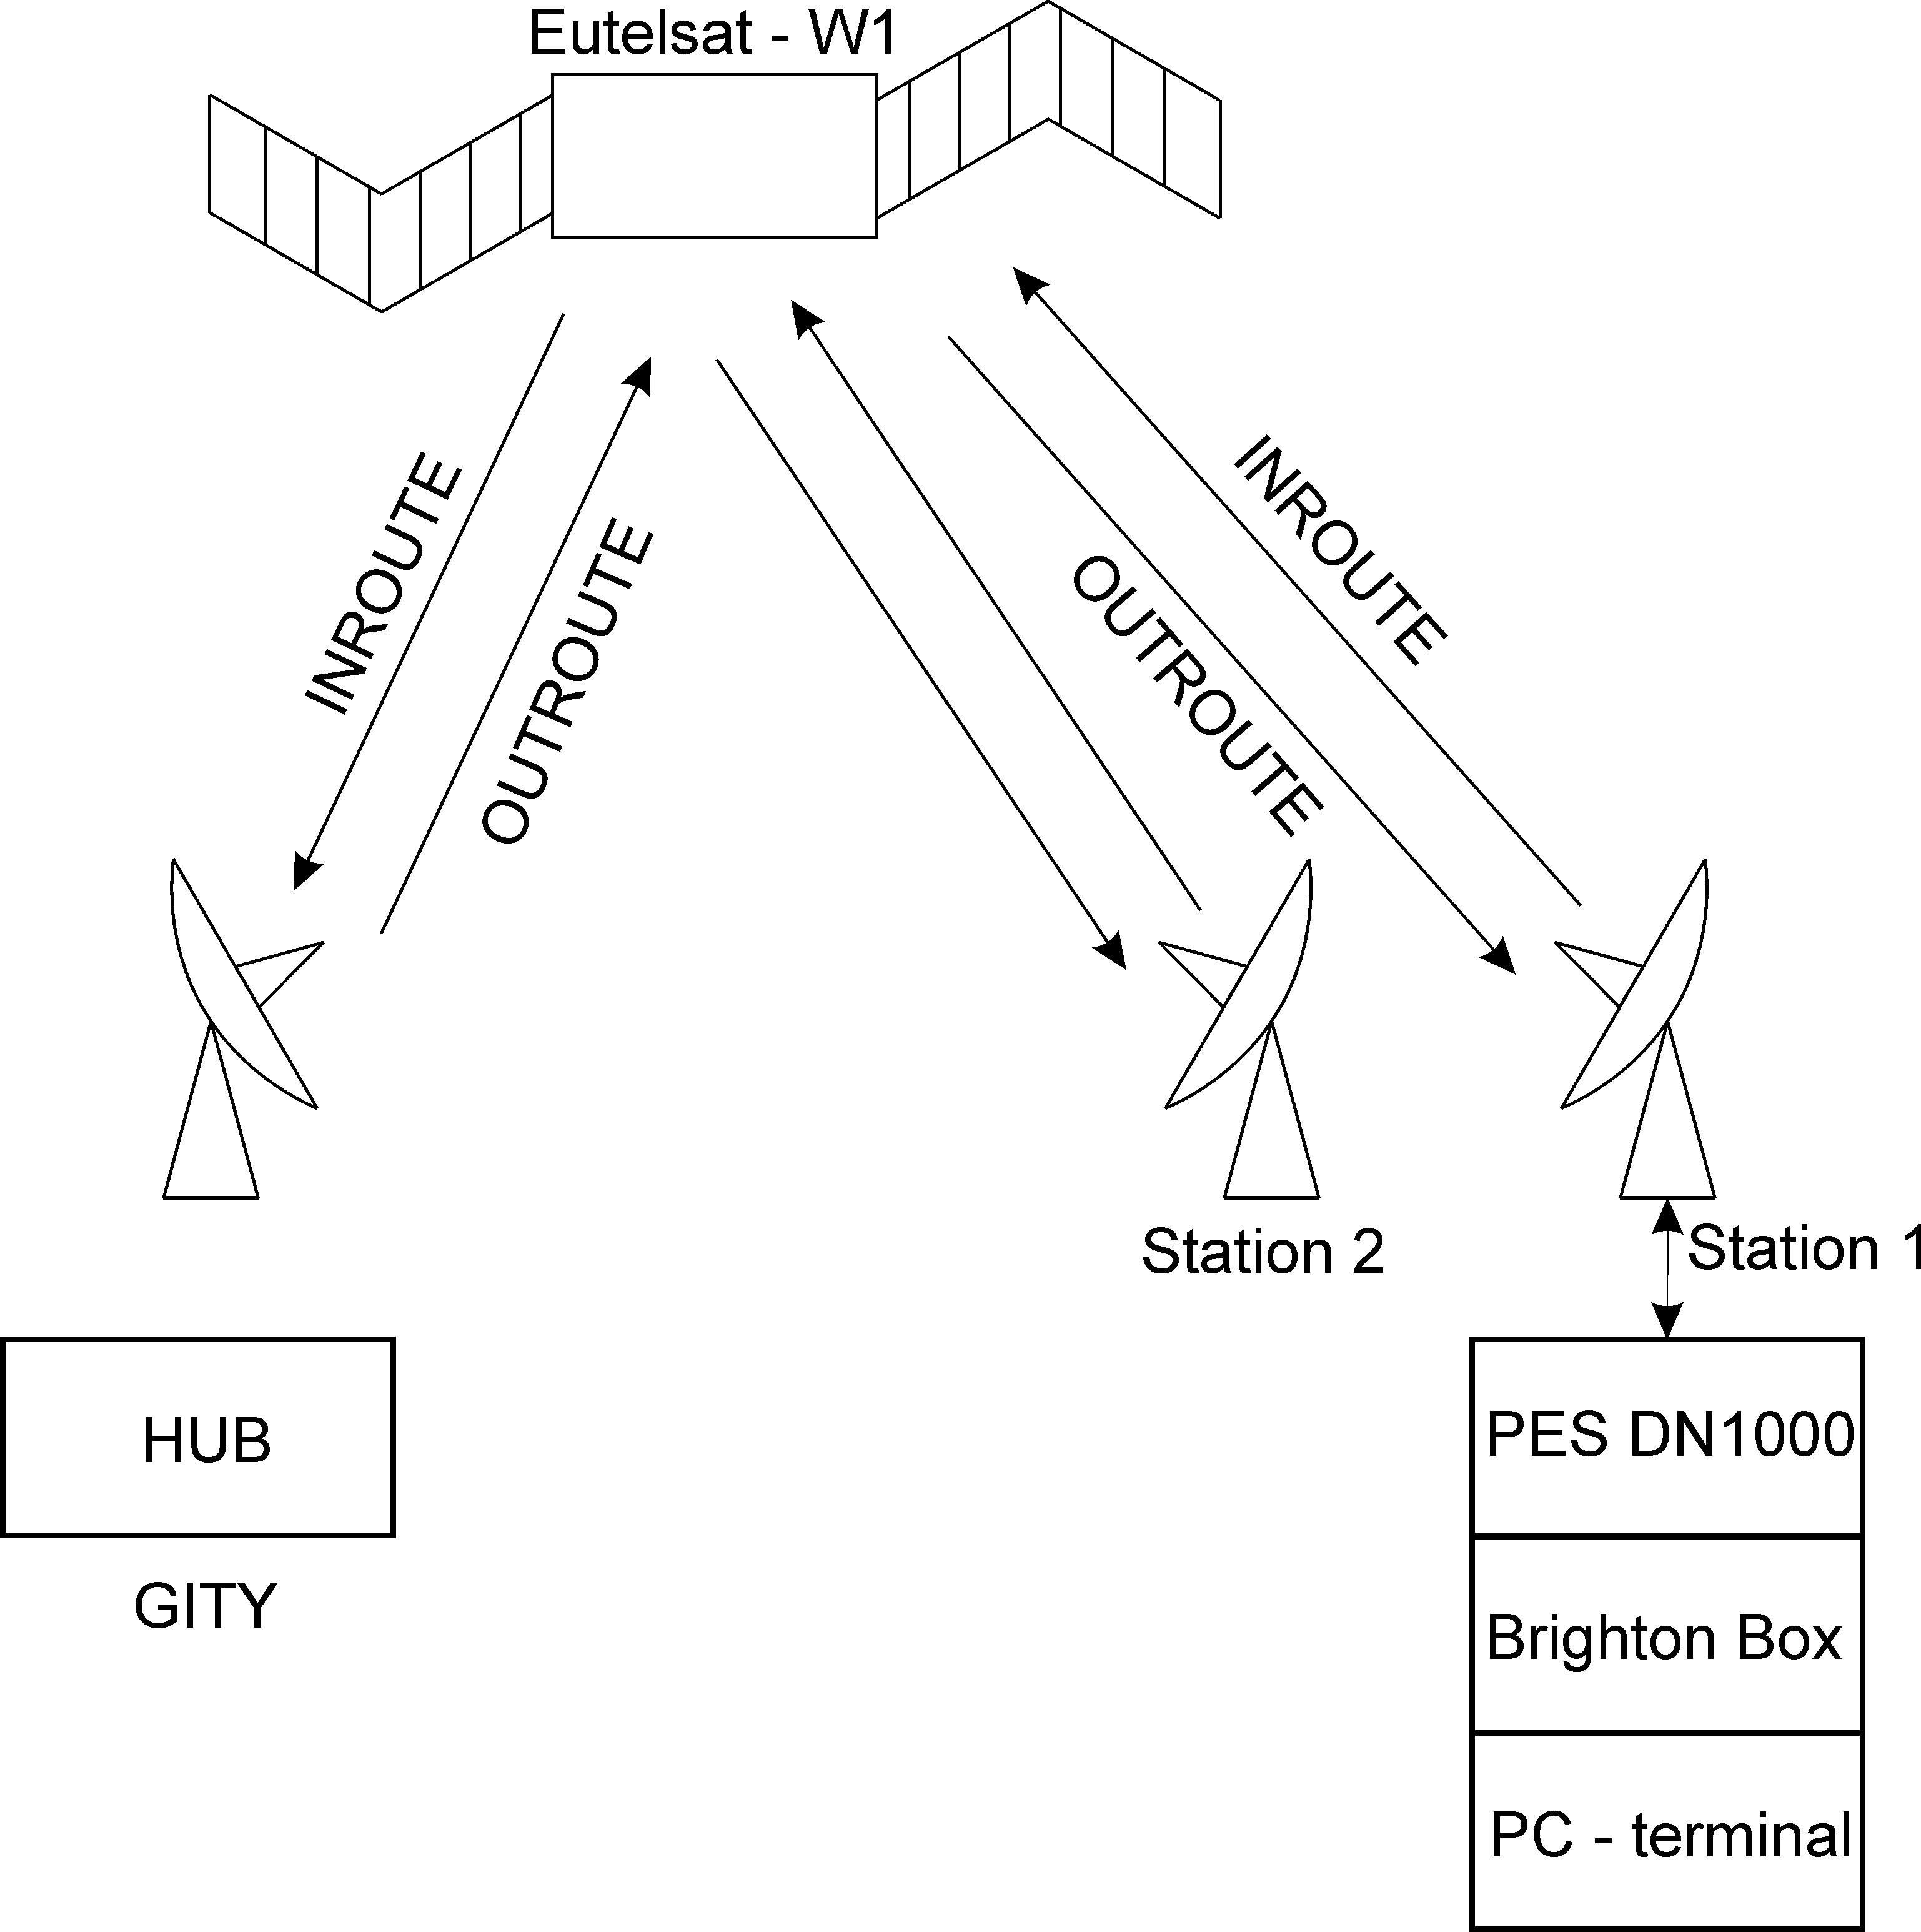 Eutelsat - W1
INROUTE
OUTROUTE
OUTROUTE
INROUTE
Station 2
Station 1
HUB
GITY
PES DN1000
Brighton Box
PC - terminal